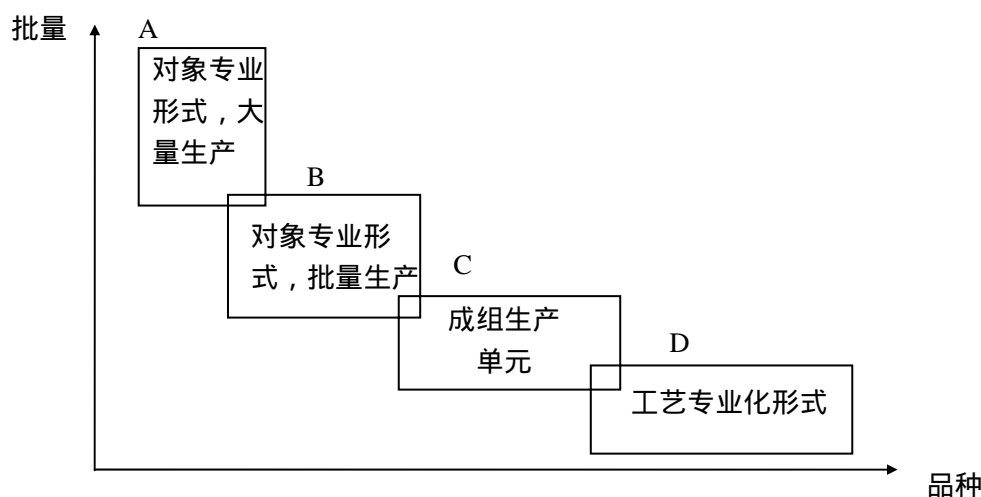 批量
A
对象专业
形式，大
量生产
B
对象专业形
式，批量生产
C
成组生产
单元
D
工艺专业化形式
品种